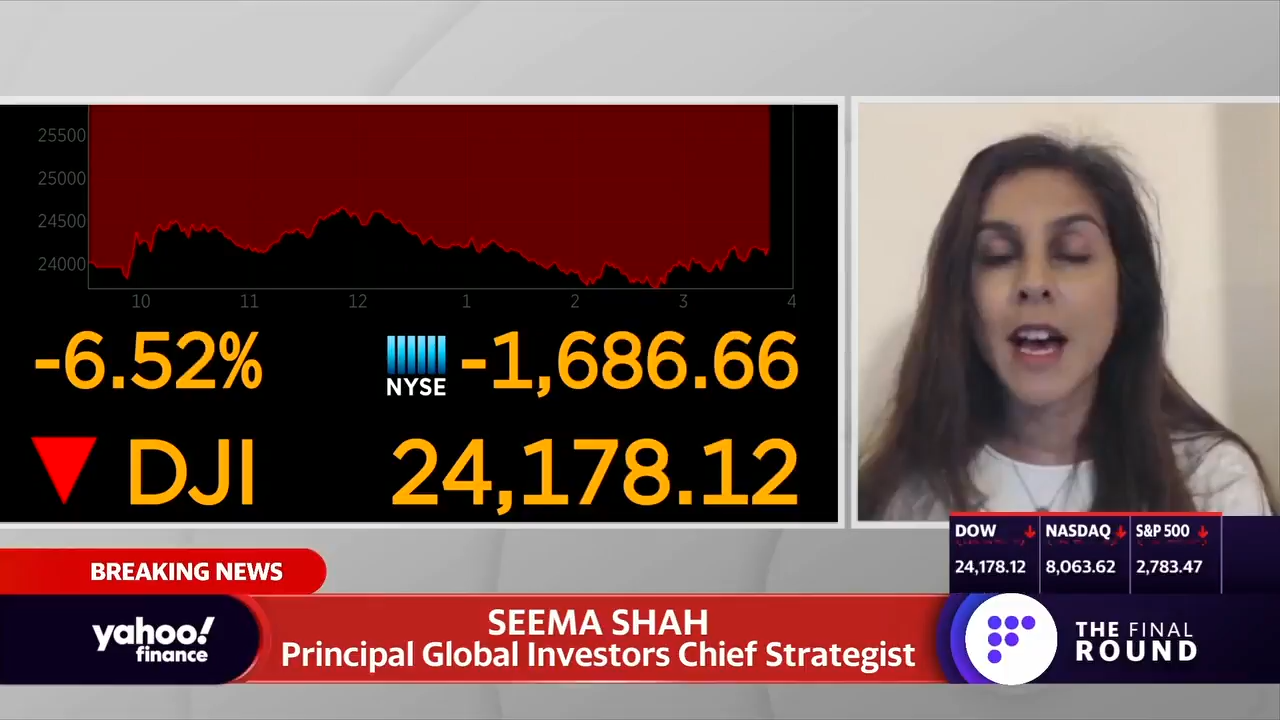 25500
25000
24500
24000
10 11 12 1 2 3 4
-6.52% NYSE -1,686.66
DJI 24,178.12
DOW NASDAQ S&P 500
24,178.12 8,063.62 2,783.47
BREAKING NEWS
yahoo!
finance
SEEMA SHAH
Principal Global Investors Chief Strategist
THE FINAL
ROUND